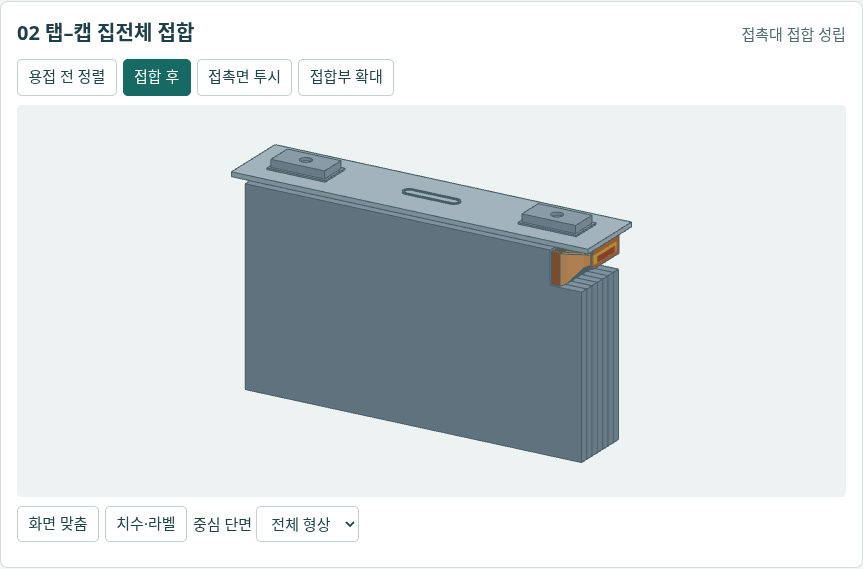 02 탭–캡 집전체 접합
접촉대 접합 성립
용접 전 정렬
접합 후
접촉면 투시
접합부 확대
화면 맞춤
치수·라벨
중심 단면
전체 형상